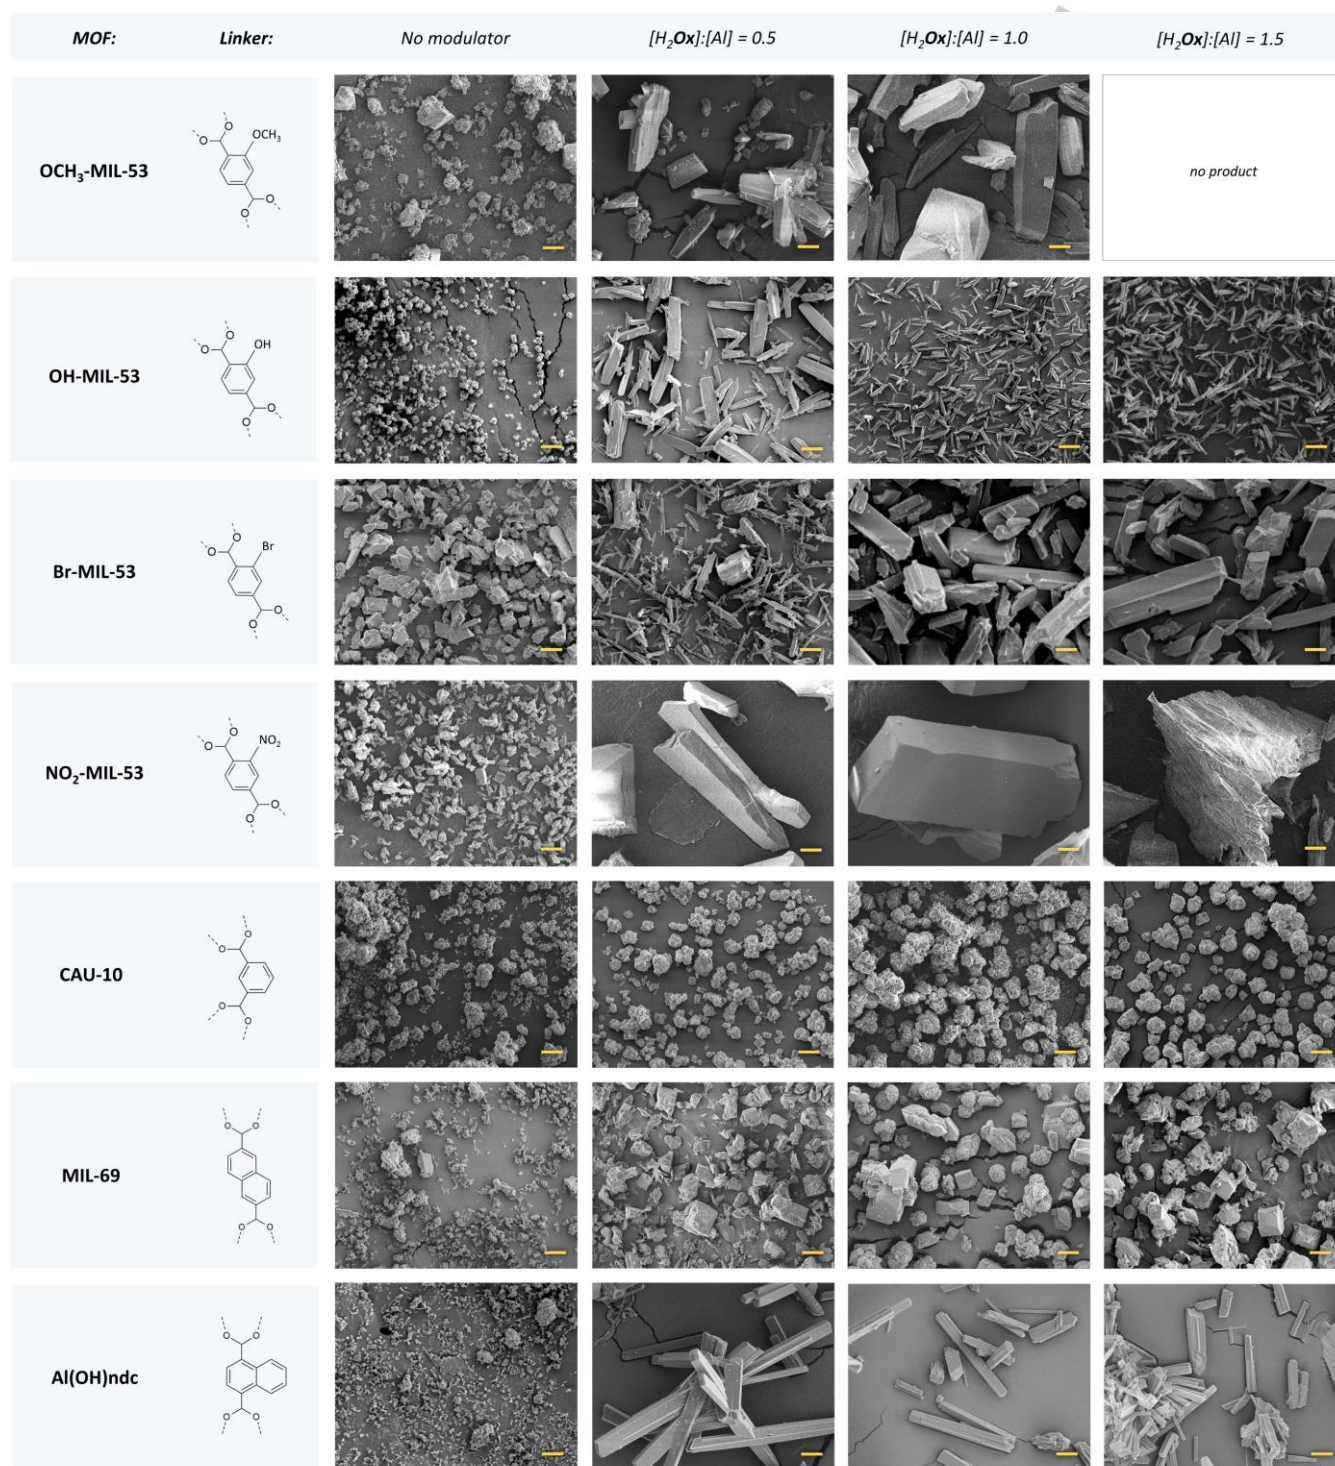 MOF: Linker: No modulator [H₂Ox]:[Al] = 0.5 [H₂Ox]:[Al] = 1.0 [H₂Ox]:[Al] = 1.5
OCH₃-MIL-53
O O
OCH₃
O
O
no product
OH-MIL-53
O O
OH
O
O
Br-MIL-53
O O
Br
O
O
NO₂-MIL-53
O O
NO₂
O
O
CAU-10
O
O
O
O
MIL-69
O O
O O
Al(OH)ndc
O O
O O